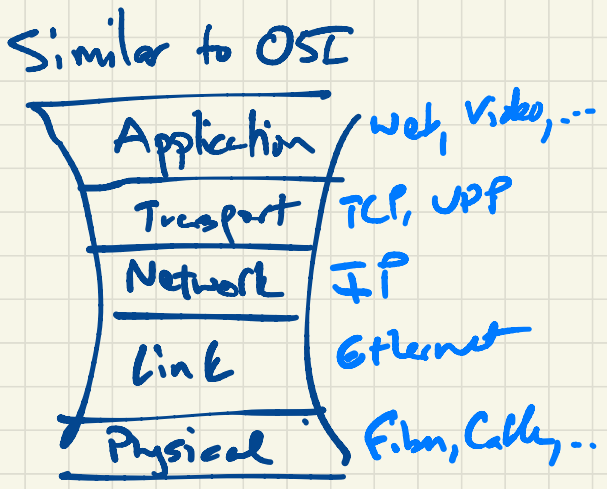 Similar to OSI
Application Web, Video, ...
Transport TCP, UDP
Network IP
Link Ethernet
Physical Fiber, Cable, ...